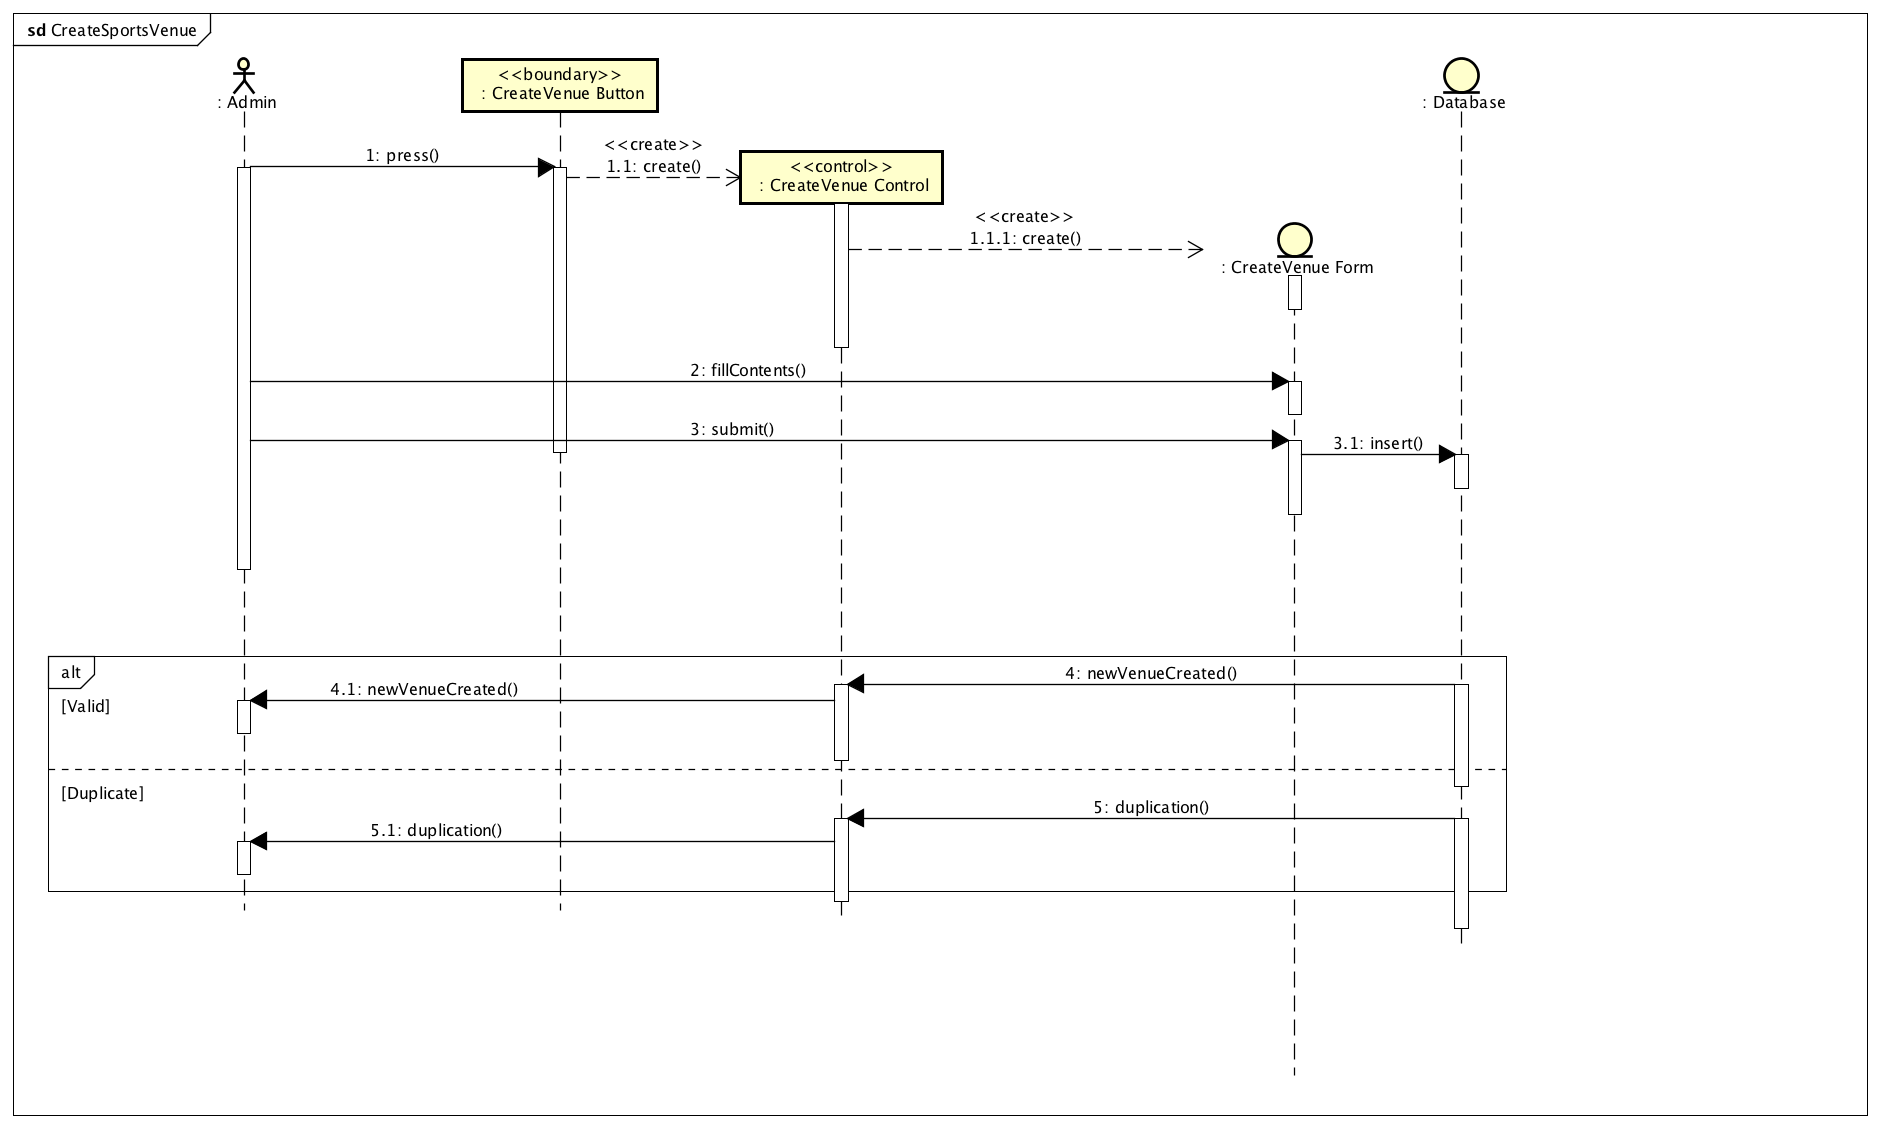 sd CreateSportsVenue
: Admin
<<boundary>>
: CreateVenue Button
: Database
1: press()
<<create>>
1.1: create()
<<control>>
: CreateVenue Control
<<create>>
1.1.1: create()
: CreateVenue Form
2: fillContents()
3: submit()
3.1: insert()
alt
4: newVenueCreated()
4.1: newVenueCreated()
[Valid]
[Duplicate]
5: duplication()
5.1: duplication()